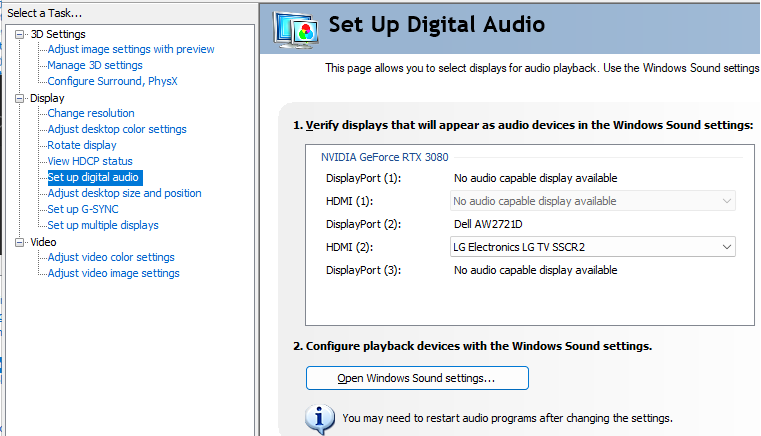 Select a Task...
3D Settings
Adjust image settings with preview
Manage 3D settings
Configure Surround, PhysX
Display
Change resolution
Adjust desktop color settings
Rotate display
View HDCP status
Set up digital audio
Adjust desktop size and position
Set up G-SYNC
Set up multiple displays
Video
Adjust video color settings
Adjust video image settings
Set Up Digital Audio
This page allows you to select displays for audio playback. Use the Windows Sound settings
1. Verify displays that will appear as audio devices in the Windows Sound settings:
NVIDIA GeForce RTX 3080
DisplayPort (1): No audio capable display available
HDMI (1): No audio capable display available
DisplayPort (2): Dell AW2721D
HDMI (2): LG Electronics LG TV SSCR2
DisplayPort (3): No audio capable display available
2. Configure playback devices with the Windows Sound settings.
Open Windows Sound settings...
You may need to restart audio programs after changing the settings.